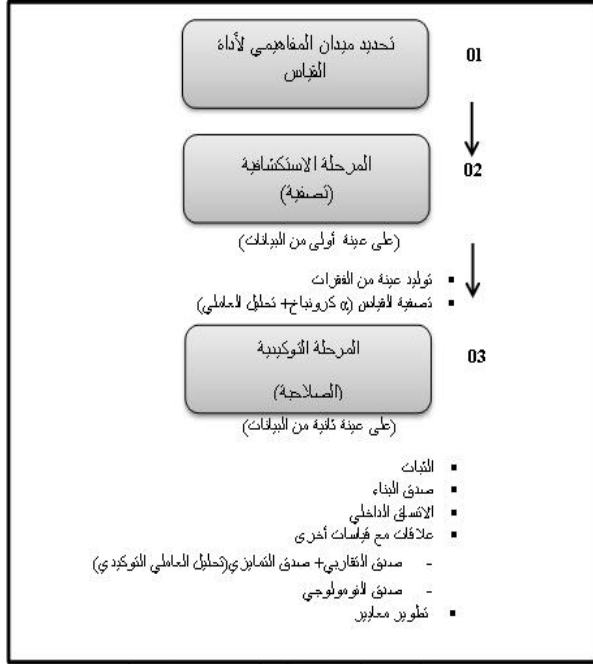 تحديد ميدان المفاهيمي لأداة
القياس
01
المرحلة الاستكشافية
(تصفية)
02
(على عينة أولى من البيانات)
▪ توليد عينة من الفقرات
▪ تصفية القياس (α كرونباخ+ تحليل العاملي)
المرحلة التوكيدية
(الصلاحية)
03
(على عينة ثانية من البيانات)
▪ الثبات
▪ صدق البناء
▪ الاتساق الداخلي
▪ علاقات مع قياسات أخرى
- صدق التقاربي+ صدق التمايزي(تحليل العاملي التوكيدي)
- صدق النومولوجي
▪ تطوير معايير